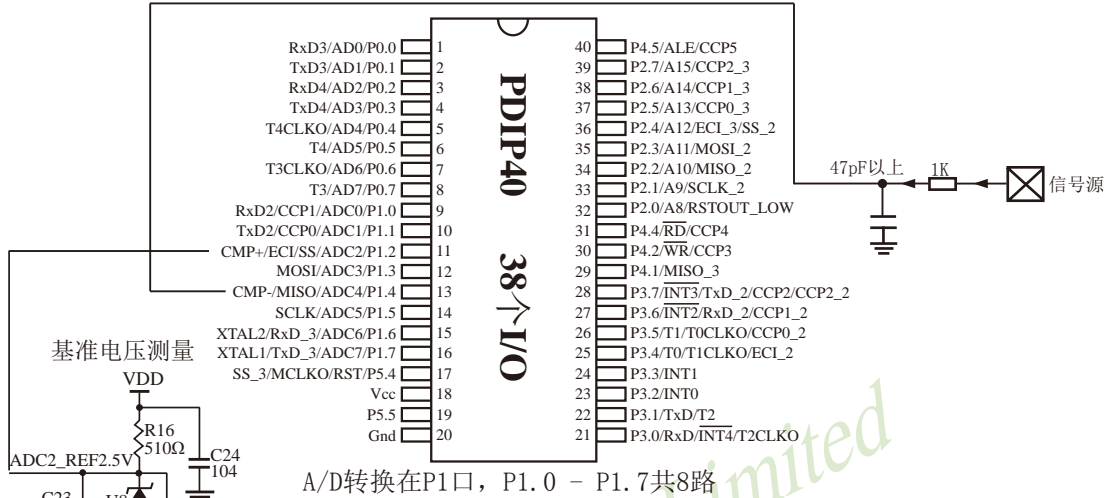 RxD3/AD0/P0.0 1
TxD3/AD1/P0.1 2
RxD4/AD2/P0.2 3
TxD4/AD3/P0.3 4
T4CLKO/AD4/P0.4 5
T4/AD5/P0.5 6
T3CLKO/AD6/P0.6 7
T3/AD7/P0.7 8
RxD2/CCP1/ADC0/P1.0 9
TxD2/CCP0/ADC1/P1.1 10
CMP+/ECI/SS/ADC2/P1.2 11
MOSI/ADC3/P1.3 12
CMP-/MISO/ADC4/P1.4 13
SCLK/ADC5/P1.5 14
XTAL2/RxD_3/ADC6/P1.6 15
XTAL1/TxD_3/ADC7/P1.7 16
SS_3/MCLKO/RST/P5.4 17
Vcc 18
P5.5 19
Gnd 20
PDIP40 38个I/O
40 P4.5/ALE/CCP5
39 P2.7/A15/CCP2_3
38 P2.6/A14/CCP1_3
37 P2.5/A13/CCP0_3
36 P2.4/A12/ECI_3/SS_2
35 P2.3/A11/MOSI_2
34 P2.2/A10/MISO_2
33 P2.1/A9/SCLK_2
32 P2.0/A8/RSTOUT_LOW
31 P4.4/RD/CCP4
30 P4.2/WR/CCP3
29 P4.1/MISO_3
28 P3.7/INT3/TxD_2/CCP2/CCP2_2
27 P3.6/INT2/RxD_2/CCP1_2
26 P3.5/T1/T0CLKO/CCP0_2
25 P3.4/T0/T1CLKO/ECI_2
24 P3.3/INT1
23 P3.2/INT0
22 P3.1/TxD/T2
21 P3.0/RxD/INT4/T2CLKO
47pF以上 1K
信号源
基准电压测量
VDD
R16
510Ω
C24
104
ADC2_REF2.5V
C23
A/D转换在P1口，P1.0 - P1.7共8路
imited